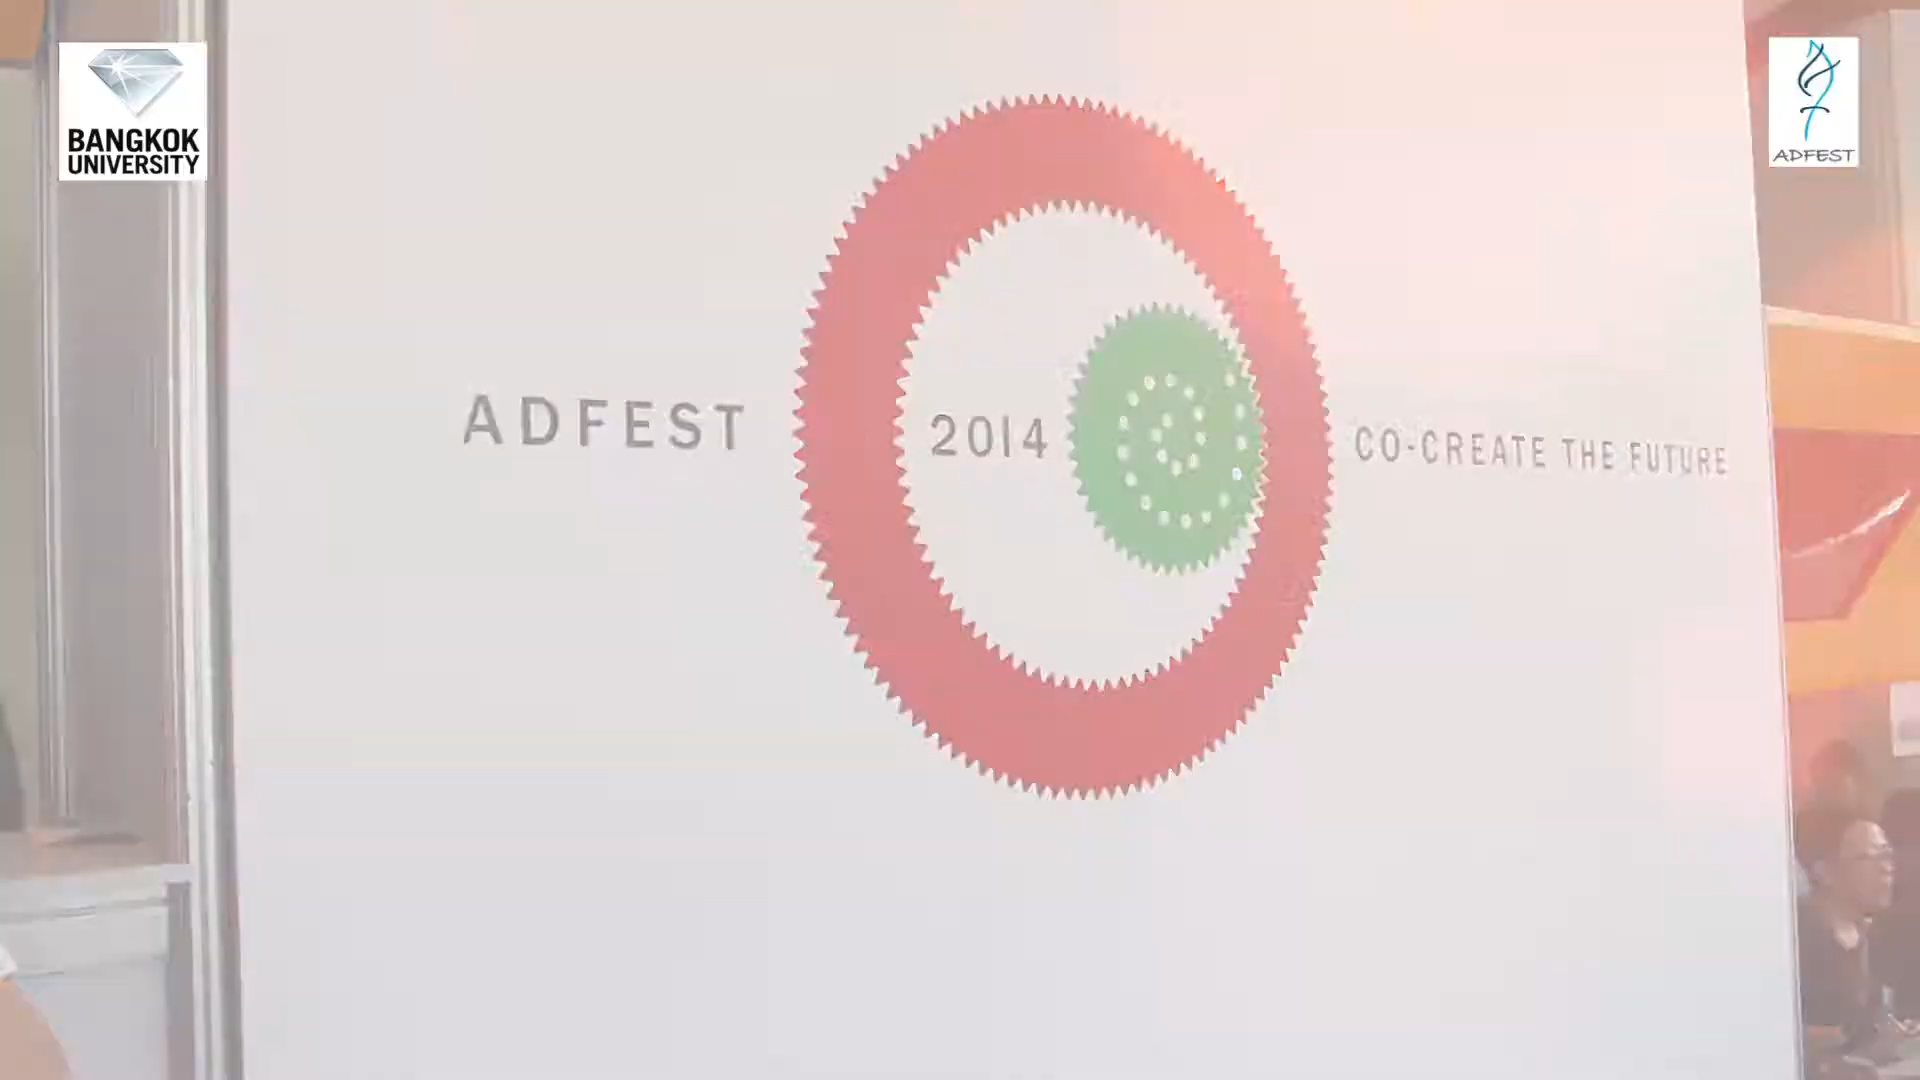 BANGKOK
UNIVERSITY
ADFEST
ADFEST 2014 CO-CREATE THE FUTURE